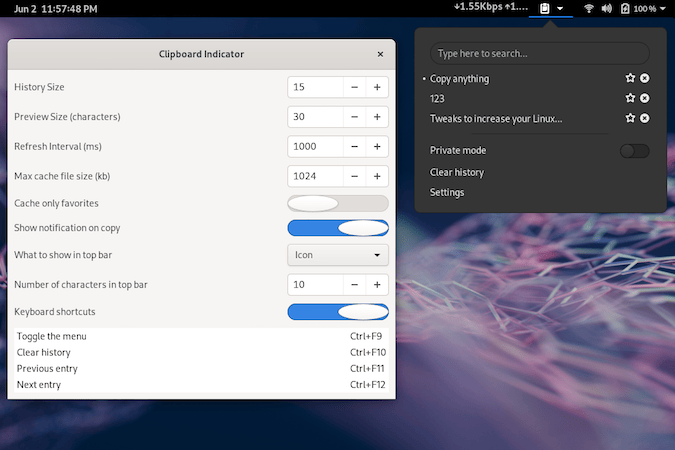 Jun 2 11:57:48 PM
↓1.55Kbps ↑1....
100 %
Clipboard Indicator
×
History Size 15 − +
Preview Size (characters) 30 − +
Refresh Interval (ms) 1000 − +
Max cache file size (kb) 1024 − +
Cache only favorites
Show notification on copy
What to show in top bar Icon
Number of characters in top bar 10 − +
Keyboard shortcuts
Toggle the menu Ctrl+F9
Clear history Ctrl+F10
Previous entry Ctrl+F11
Next entry Ctrl+F12
Type here to search...
• Copy anything
123
Tweaks to increase your Linux...
Private mode
Clear history
Settings